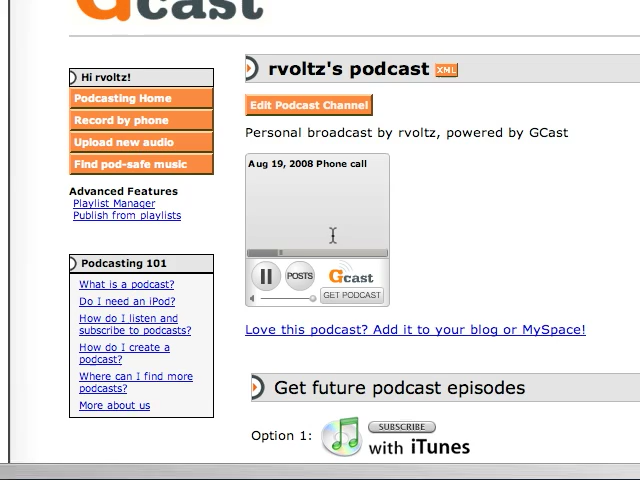 Gcast
Hi rvoltz!
Podcasting Home
Record by phone
Upload new audio
Find pod-safe music
Advanced Features
Playlist Manager
Publish from playlists
Podcasting 101
What is a podcast?
Do I need an iPod?
How do I listen and
subscribe to podcasts?
How do I create a
podcast?
Where can I find more
podcasts?
More about us
rvoltz's podcast XML
Edit Podcast Channel
Personal broadcast by rvoltz, powered by GCast
Aug 19, 2008 Phone call
POSTS Gcast
GET PODCAST
Love this podcast? Add it to your blog or MySpace!
Get future podcast episodes
Option 1: SUBSCRIBE
with iTunes